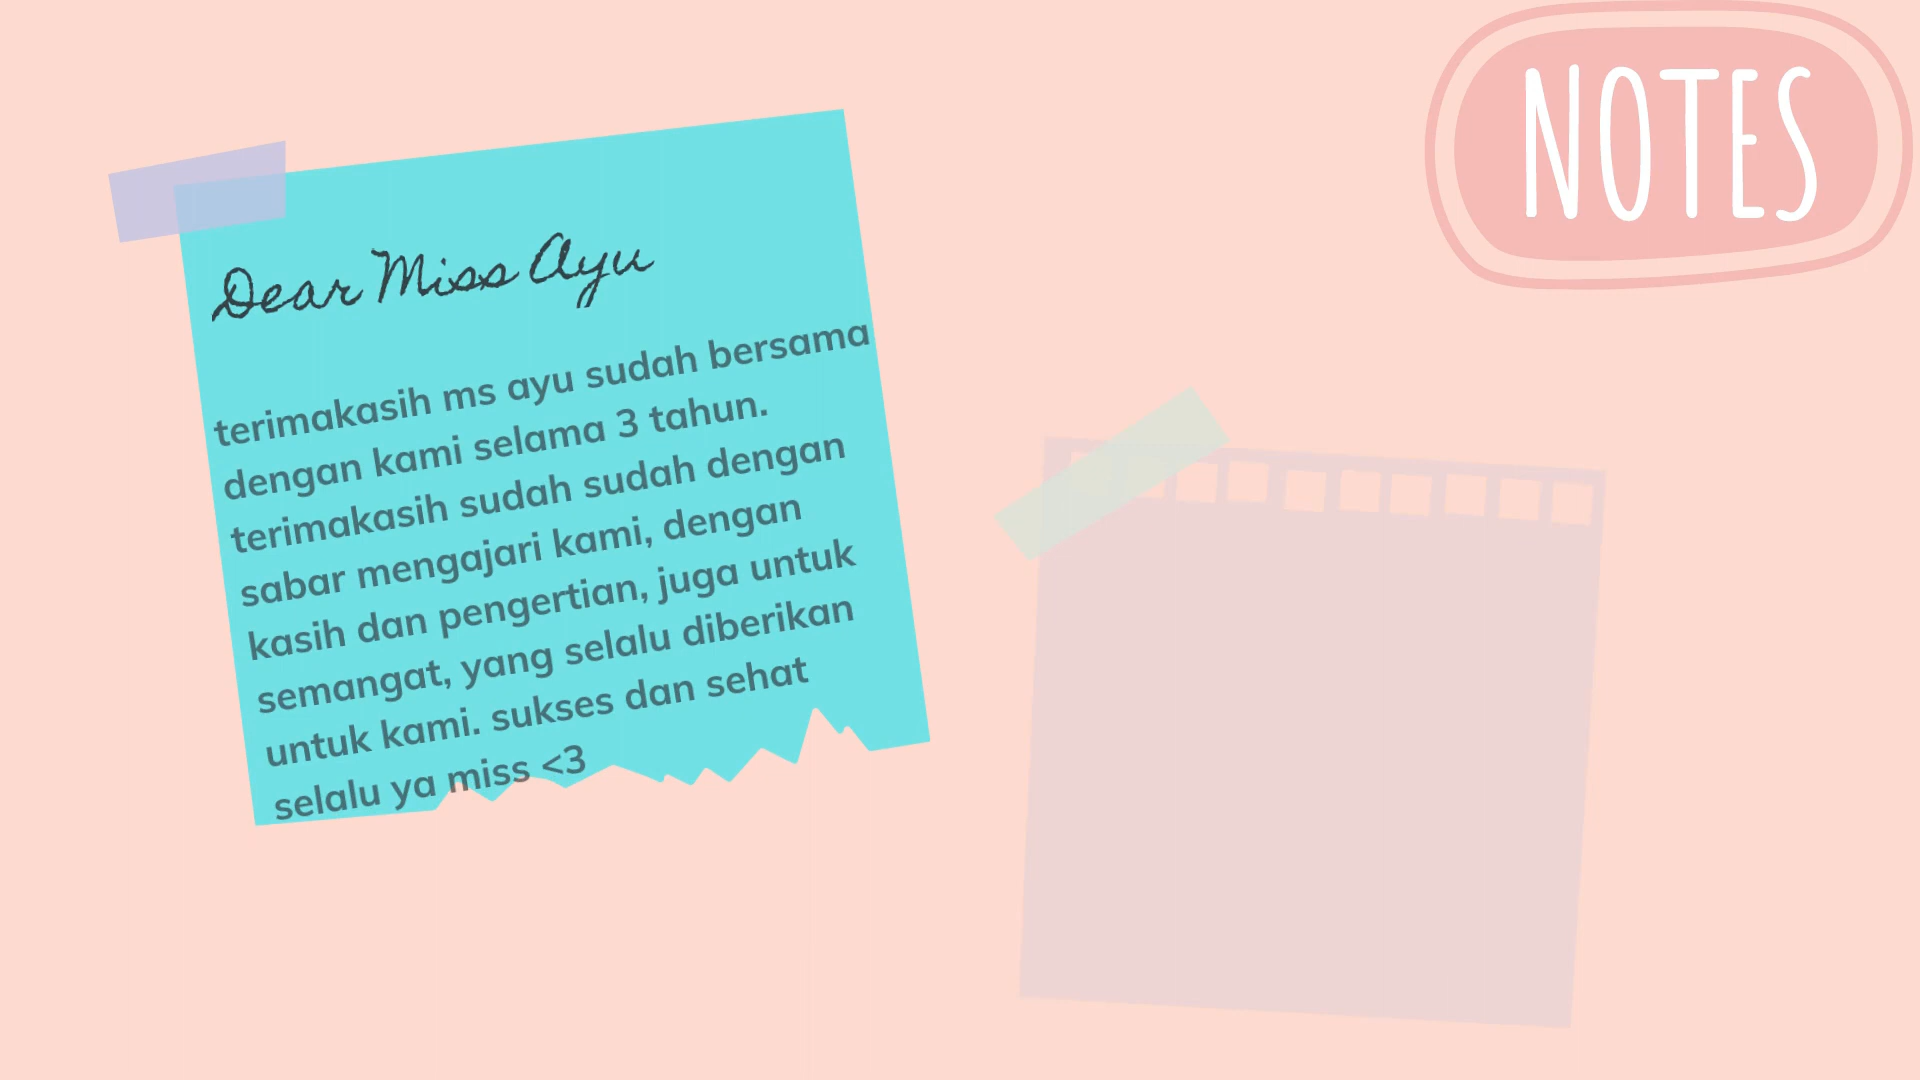 NOTES
Dear Miss Ayu
terimakasih ms ayu sudah bersama
dengan kami selama 3 tahun.
terimakasih sudah sudah dengan
sabar mengajari kami, dengan
kasih dan pengertian, juga untuk
semangat, yang selalu diberikan
untuk kami. sukses dan sehat
selalu ya miss <3